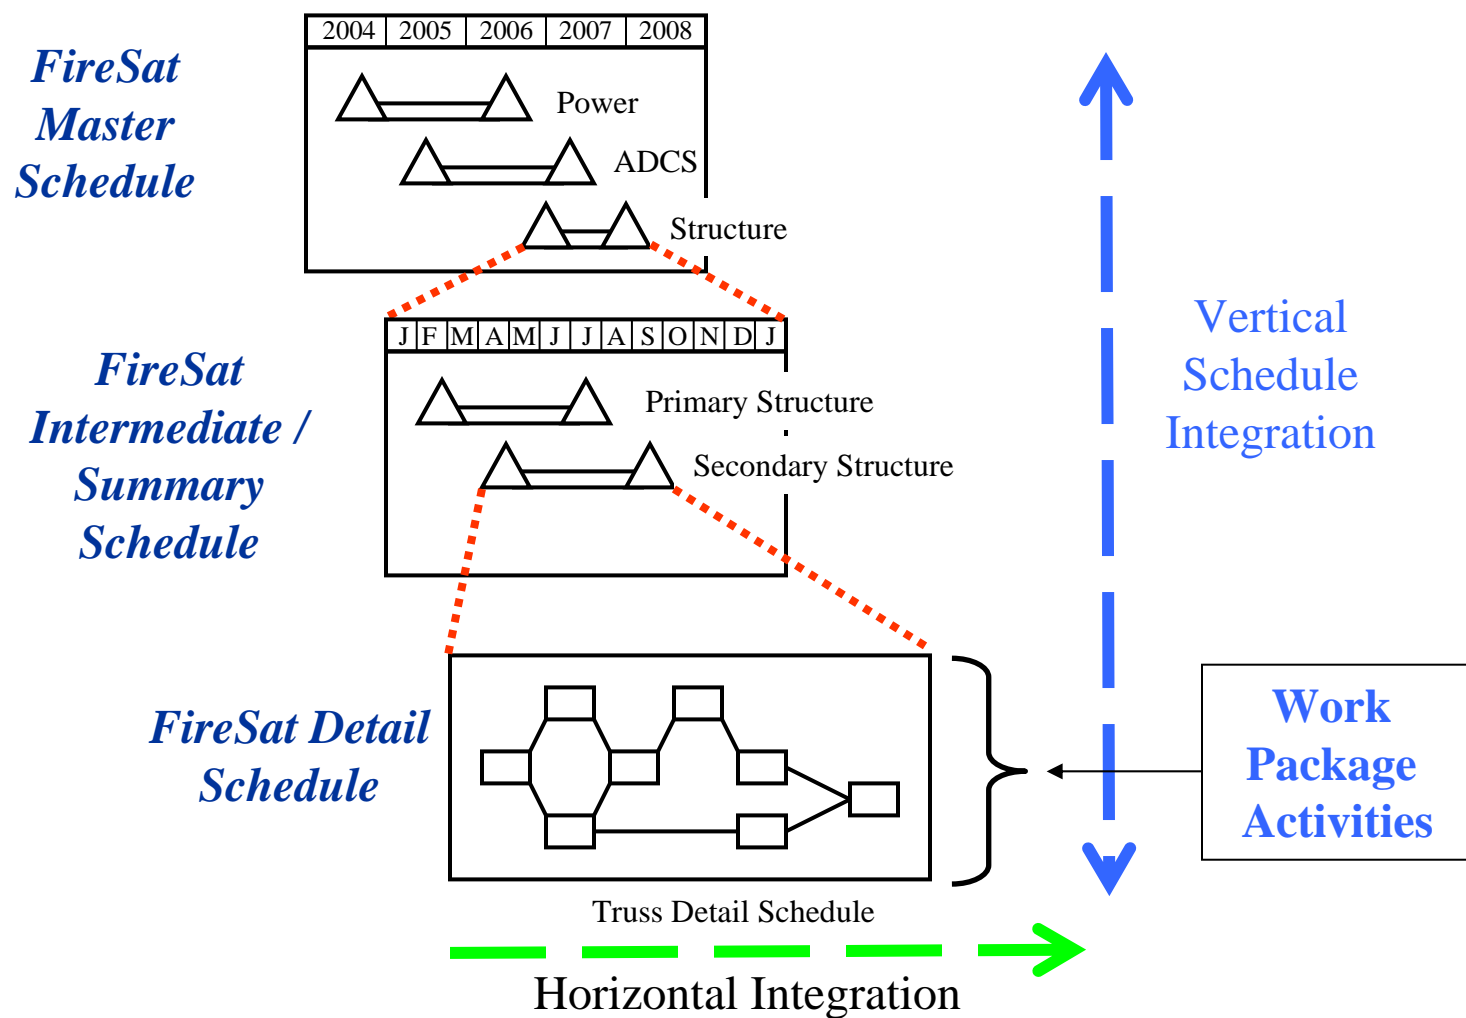 FireSat
Master
Schedule
2004 2005 2006 2007 2008
Power
ADCS
Structure
FireSat
Intermediate /
Summary
Schedule
J F M A M J J A S O N D J
Primary Structure
Secondary Structure
Vertical
Schedule
Integration
FireSat Detail
Schedule
Work
Package
Activities
Truss Detail Schedule
Horizontal Integration